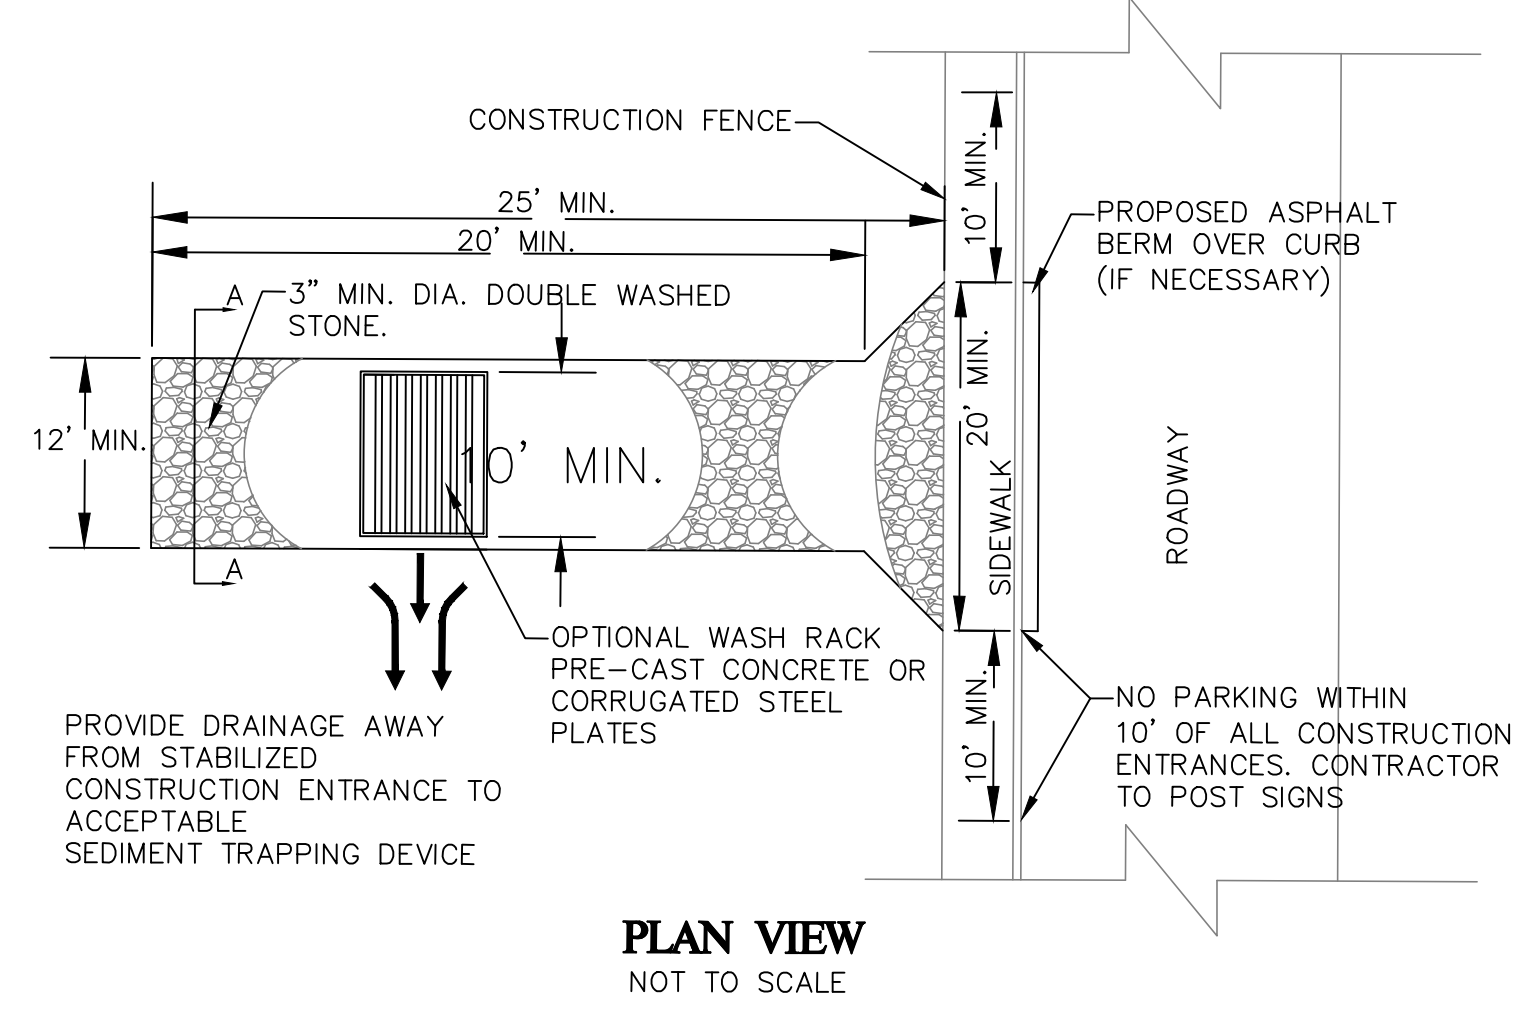 CONSTRUCTION FENCE
25' MIN.
20' MIN.
10' MIN.
PROPOSED ASPHALT
BERM OVER CURB
(IF NECESSARY)
A
3" MIN. DIA. DOUBLE WASHED
STONE.
12' MIN.
10' MIN.
20' MIN.
SIDEWALK
ROADWAY
A
OPTIONAL WASH RACK
PRE-CAST CONCRETE OR
CORRUGATED STEEL
PLATES
10' MIN.
NO PARKING WITHIN
10' OF ALL CONSTRUCTION
ENTRANCES. CONTRACTOR
TO POST SIGNS
PROVIDE DRAINAGE AWAY
FROM STABILIZED
CONSTRUCTION ENTRANCE TO
ACCEPTABLE
SEDIMENT TRAPPING DEVICE
PLAN VIEW
NOT TO SCALE